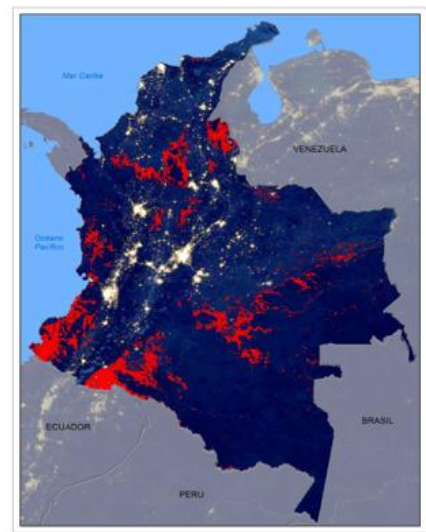 Mar Caribe
VENEZUELA
Océano
Pacífico
ECUADOR
BRASIL
PERU